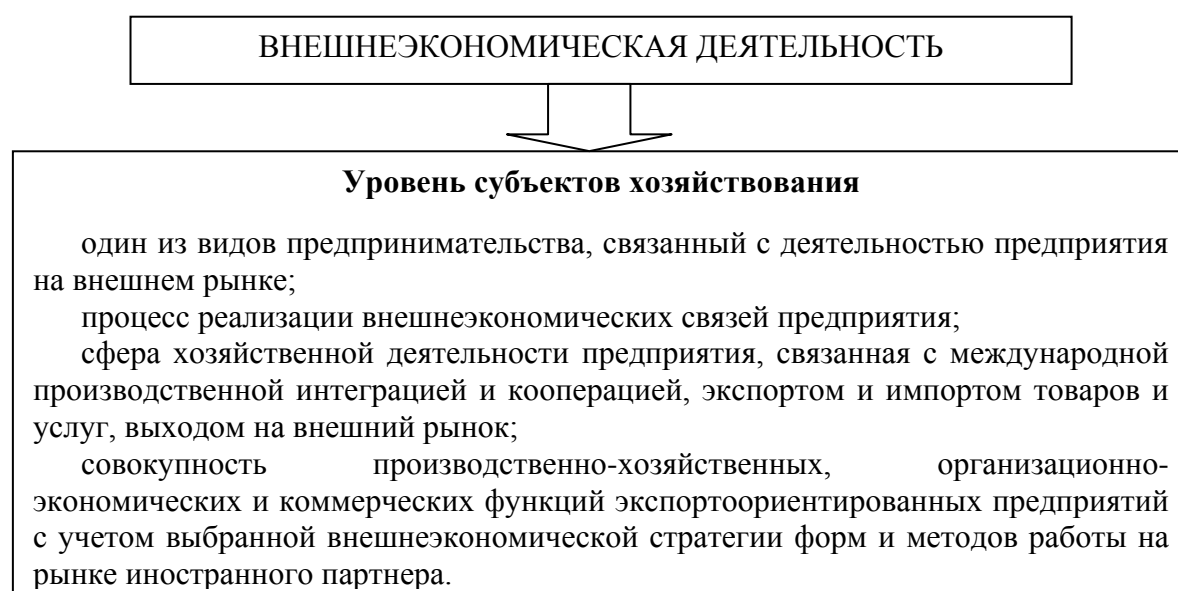 ВНЕШНЕЭКОНОМИЧЕСКАЯ ДЕЯТЕЛЬНОСТЬ
Уровень субъектов хозяйствования
один из видов предпринимательства, связанный с деятельностью предприятия
на внешнем рынке;
процесс реализации внешнеэкономических связей предприятия;
сфера хозяйственной деятельности предприятия, связанная с международной
производственной интеграцией и кооперацией, экспортом и импортом товаров и
услуг, выходом на внешний рынок;
совокупность производственно-хозяйственных, организационно-
экономических и коммерческих функций экспортоориентированных предприятий
с учетом выбранной внешнеэкономической стратегии форм и методов работы на
рынке иностранного партнера.